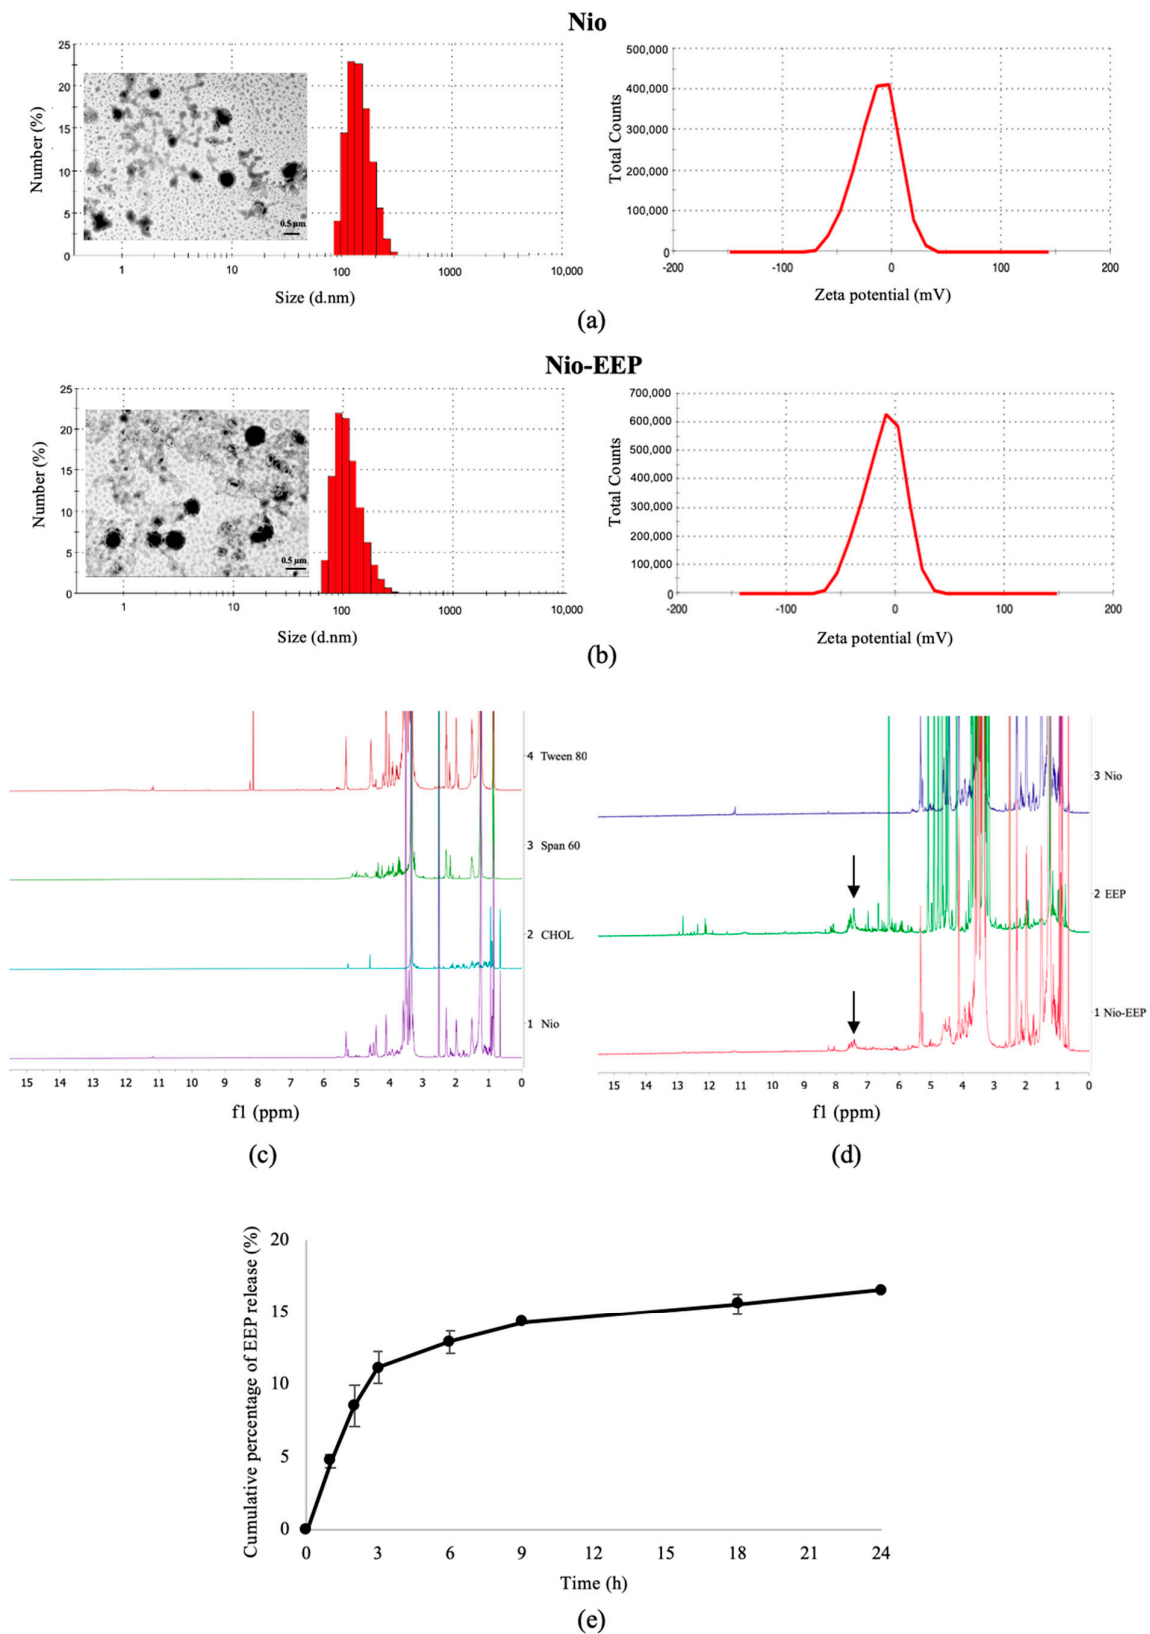 Nio
Number (%)
25
20
15
10
5
0
0.5 µm
1
10
100
1000
10,000
Size (d.nm)
Total Counts
500,000
400,000
300,000
200,000
100,000
0
-200
-100
0
100
200
Zeta potential (mV)
(a)
Nio-EEP
Number (%)
25
20
15
10
5
0
0.5 µm
1
10
100
1000
10,000
Size (d.nm)
Total Counts
700,000
600,000
500,000
400,000
300,000
200,000
100,000
0
-200
-100
0
100
200
Zeta potential (mV)
(b)
4 Tween 80
3 Span 60
2 CHOL
1 Nio
15 14 13 12 11 10 9 8 7 6 5 4 3 2 1 0
f1 (ppm)
(c)
3 Nio
2 EEP
1 Nio-EEP
15 14 13 12 11 10 9 8 7 6 5 4 3 2 1 0
f1 (ppm)
(d)
Cumulative percentage of EEP release (%)
20
15
10
5
0
0 3 6 9 12 15 18 21 24
Time (h)
(e)